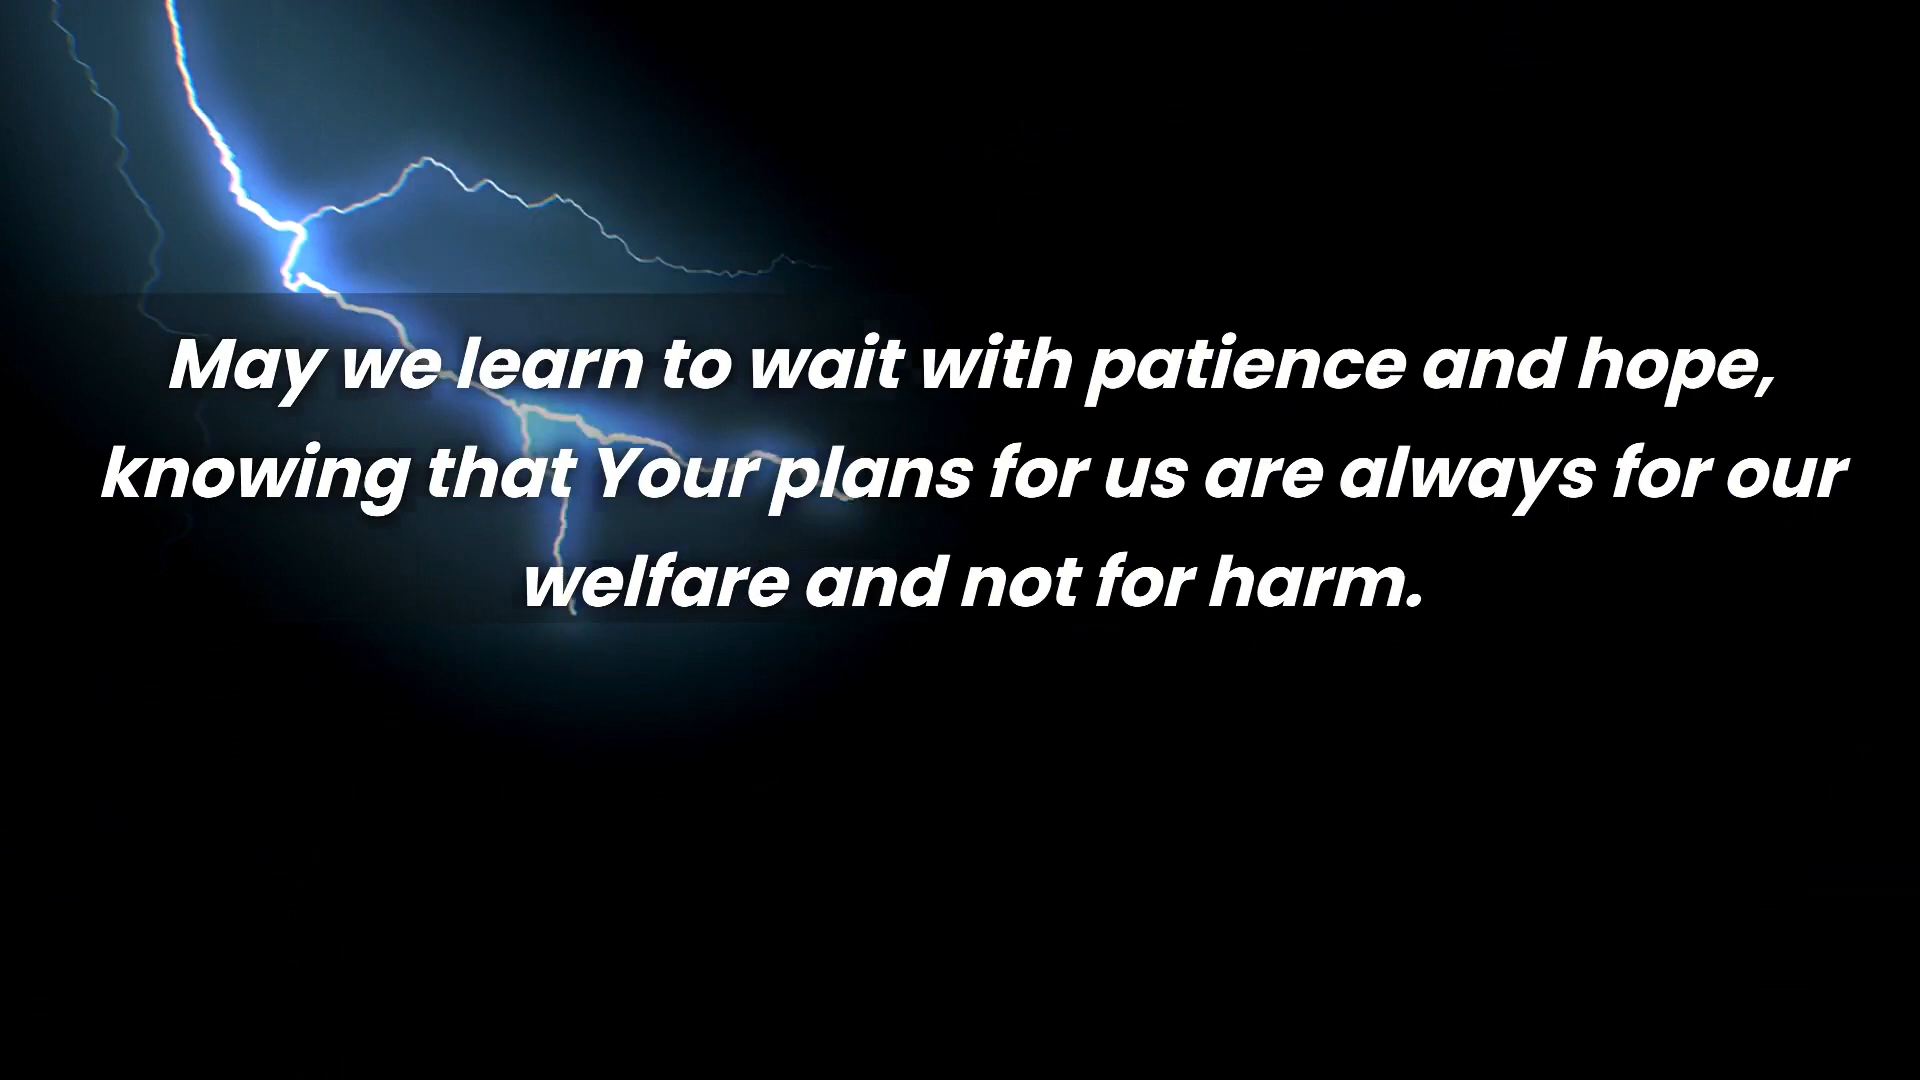 May we learn to wait with patience and hope,
knowing that Your plans for us are always for our
welfare and not for harm.